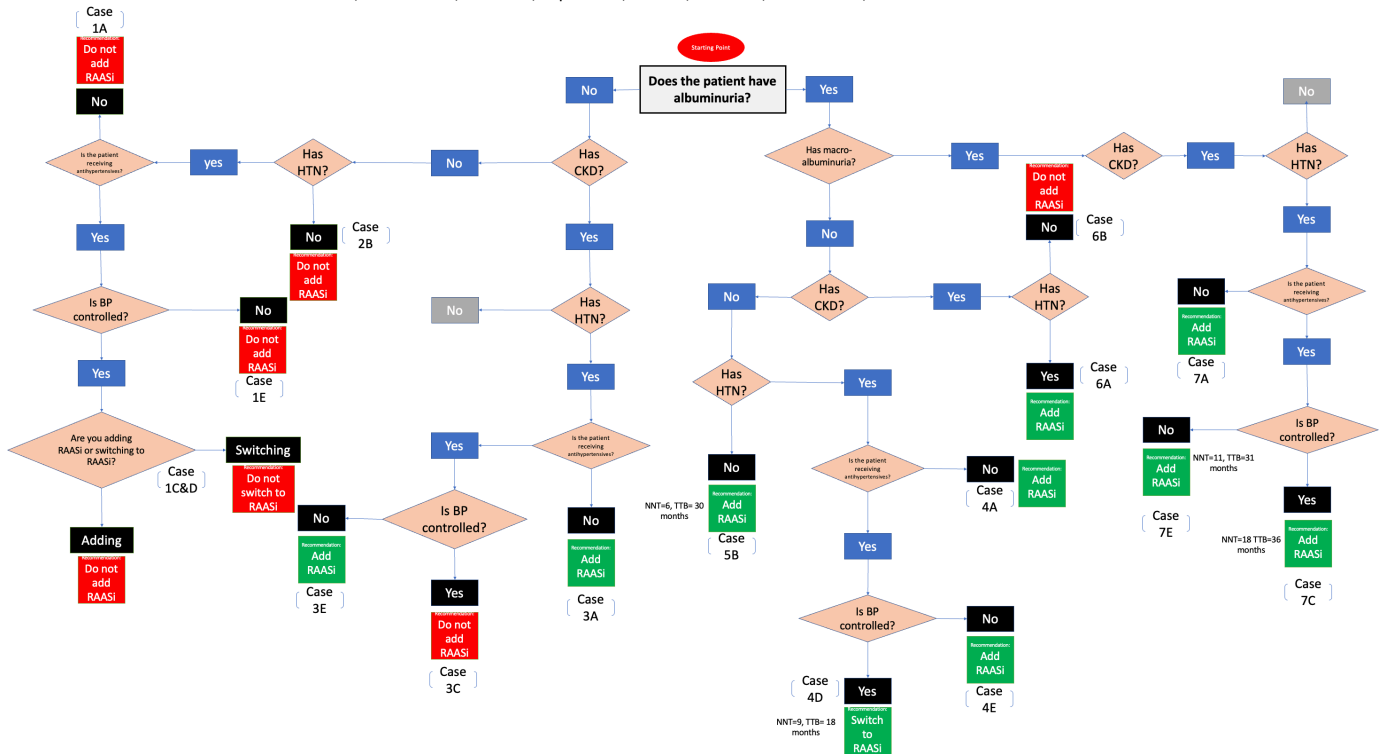 Starting Point
Does the patient have
albuminuria?
No
Yes
Case
1A
Recommendation:
Do not
add
RAASi
No
Is the patient
receiving
antihypertensives?
yes
Has
HTN?
No
Has
CKD?
Yes
No
Case
2B
Recommendation:
Do not
add
RAASi
Is BP
controlled?
No
Recommendation:
Do not
add
RAASi
Case
1E
Yes
Are you adding
RAASi or switching to
RAASi?
Case
1C&D
Switching
Recommendation:
Do not
switch to
RAASi
Adding
Recommendation:
Do not
add
RAASi
Yes
Has
HTN?
No
Yes
Is the patient
receiving
antihypertensives?
Yes
No
Recommendation:
Add
RAASi
Case
3A
Is BP
controlled?
No
Recommendation:
Add
RAASi
Case
3E
Yes
Recommendation:
Do not
add
RAASi
Case
3C
Has macro-
albuminuria?
Yes
Has
CKD?
Yes
Has
HTN?
No
Yes
Is the patient
receiving
antihypertensives?
No
Recommendation:
Add
RAASi
Case
7A
Yes
Is BP
controlled?
No
Recommendation:
Add
RAASi
NNT=11, TTB=31
months
Case
7E
Yes
Recommendation:
Add
RAASi
NNT=18 TTB=36
months
Case
7C
No
Has
CKD?
Yes
Has
HTN?
Recommendation:
Do not
add
RAASi
No
Case
6B
Yes
Case
6A
Recommendation:
Add
RAASi
No
Has
HTN?
No
NNT=6, TTB= 30
months
Recommendation:
Add
RAASi
Case
5B
Yes
Is the patient
receiving
antihypertensives?
No
Recommendation:
Add
RAASi
Case
4A
Yes
Is BP
controlled?
No
Recommendation:
Add
RAASi
Case
4E
Case
4D
Yes
NNT=9, TTB= 18
months
Recommendation:
Switch
to
RAASi